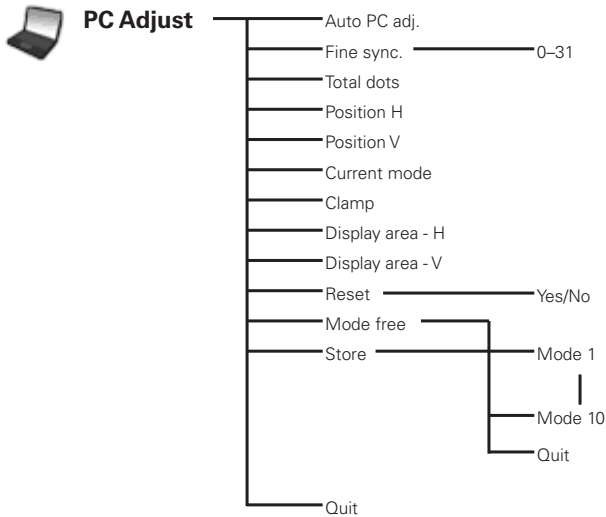 PC Adjust
Auto PC adj.
Fine sync.
0–31
Total dots
Position H
Position V
Current mode
Clamp
Display area - H
Display area - V
Reset
Yes/No
Mode free
Store
Mode 1
Mode 10
Quit
Quit